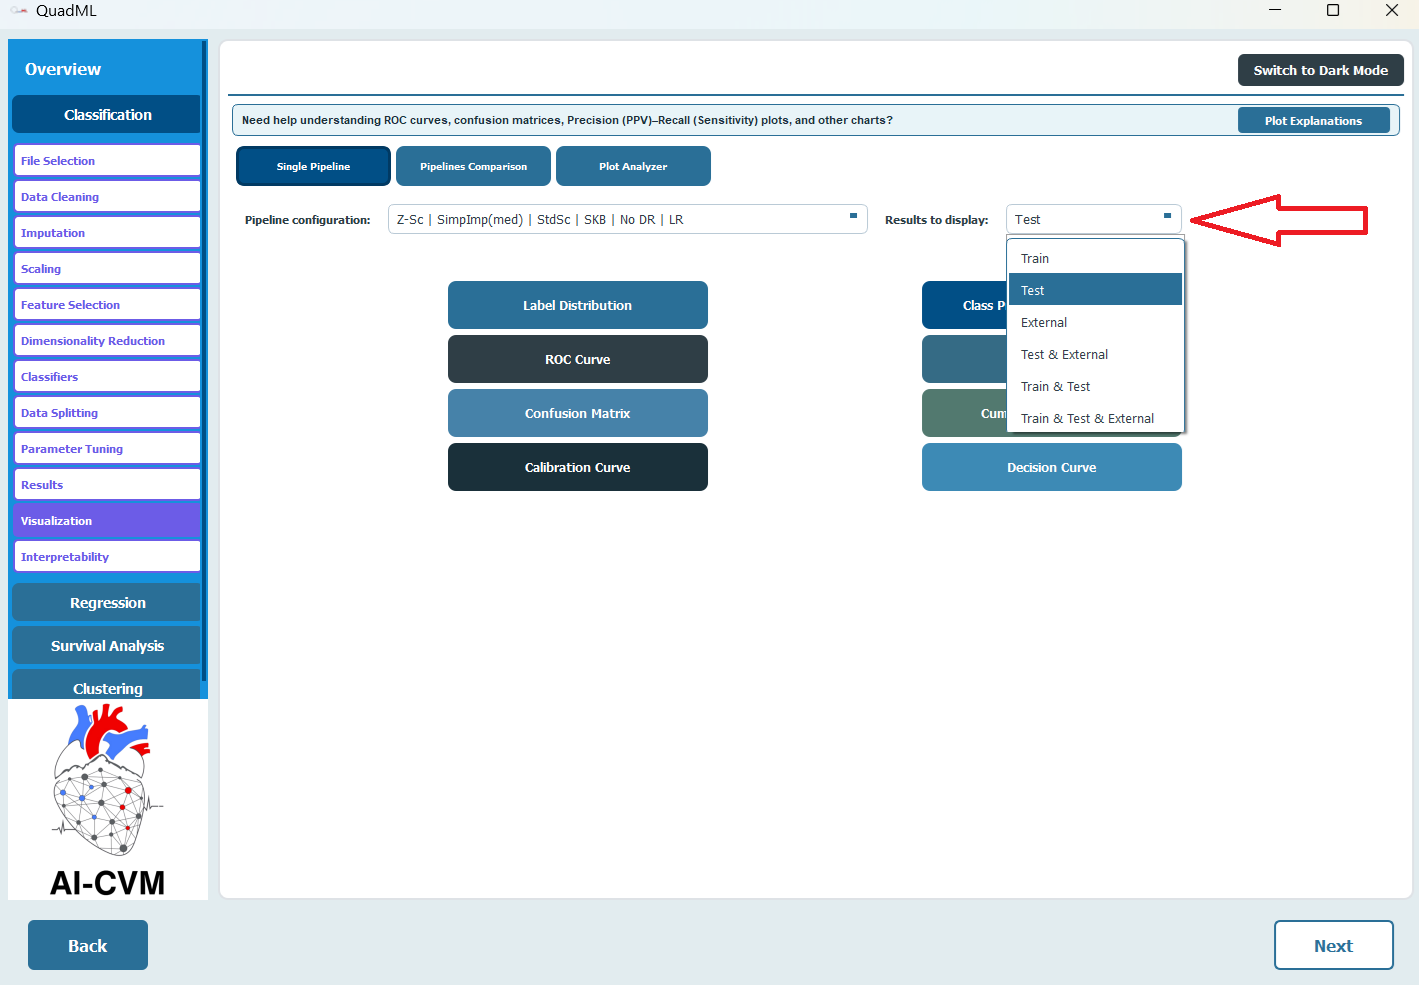 QuadML
Overview
Classification
File Selection
Data Cleaning
Imputation
Scaling
Feature Selection
Dimensionality Reduction
Classifiers
Data Splitting
Parameter Tuning
Results
Visualization
Interpretability
Regression
Survival Analysis
Clustering
AI-CVM
Switch to Dark Mode
Need help understanding ROC curves, confusion matrices, Precision (PPV)–Recall (Sensitivity) plots, and other charts?
Plot Explanations
Single Pipeline
Pipelines Comparison
Plot Analyzer
Pipeline configuration:
Z-Sc | SimpImp(med) | StdSc | SKB | No DR | LR
Results to display:
Test
Train
Test
External
Test & External
Train & Test
Train & Test & External
Label Distribution
Class
ROC Curve
Confusion Matrix
Calibration Curve
Decision Curve
Back
Next